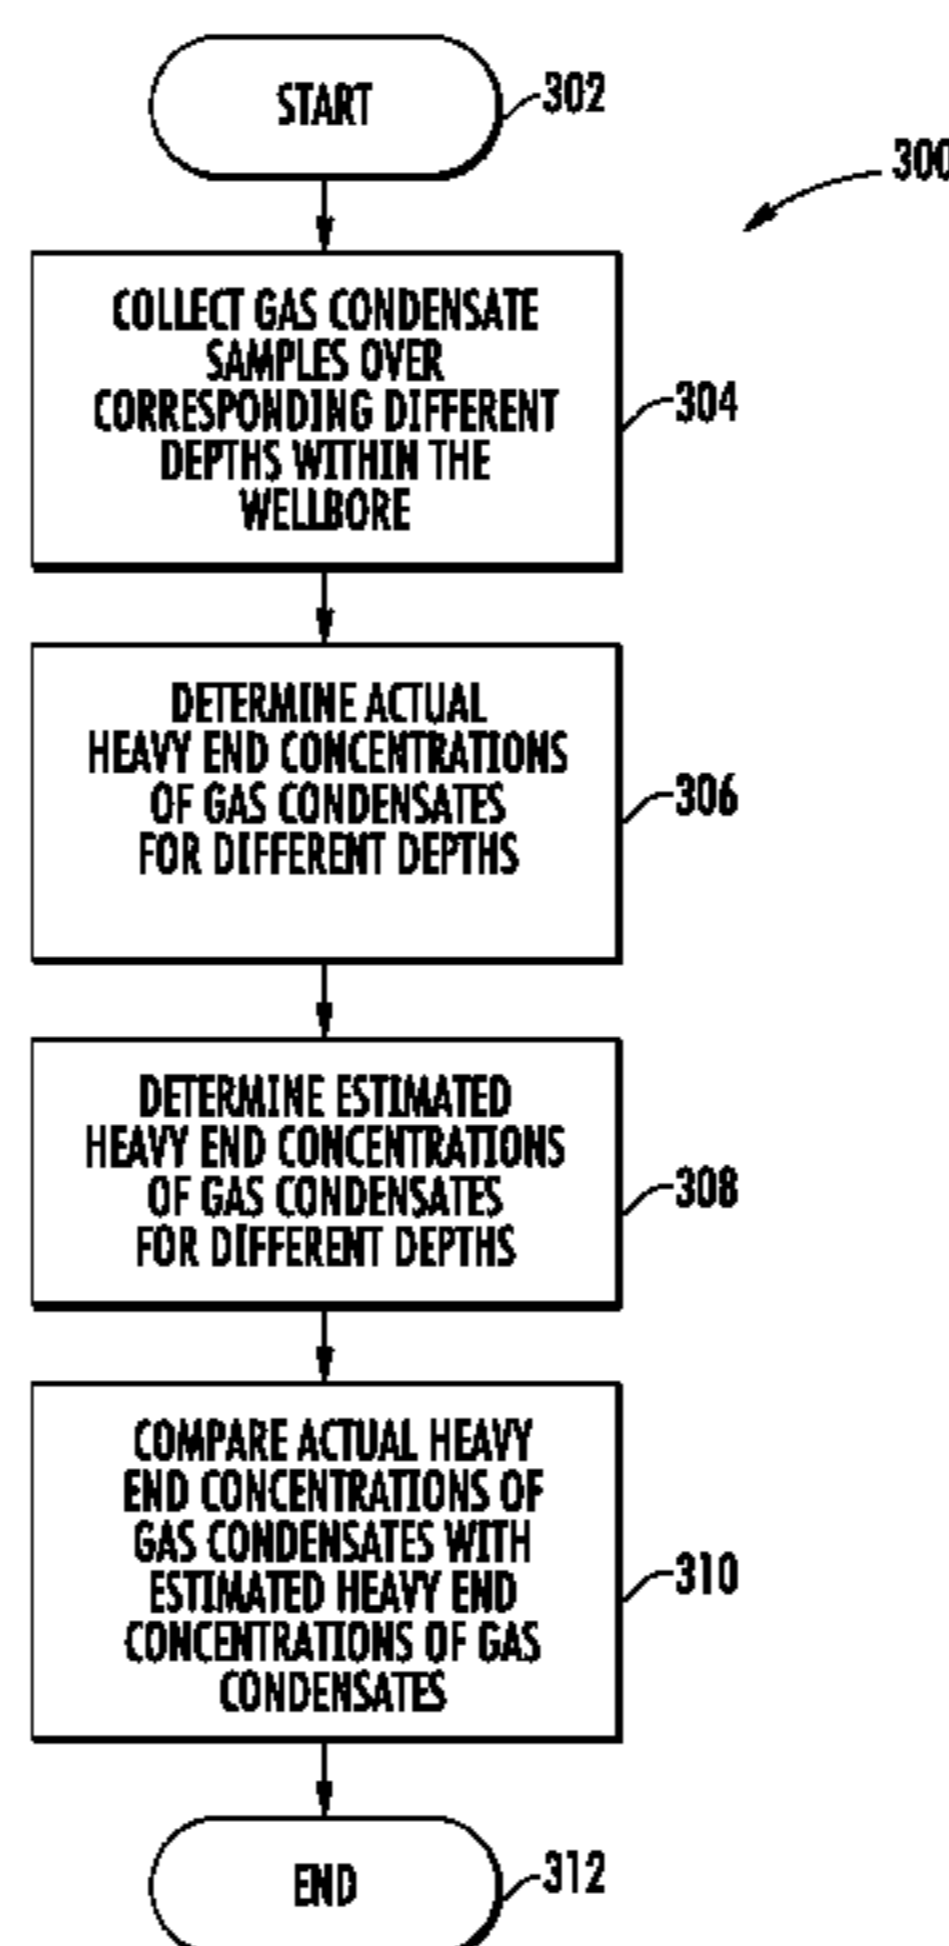 START
302
300
COLLECT GAS CONDENSATE
SAMPLES OVER
CORRESPONDING DIFFERENT
DEPTHS WITHIN THE
WELLBORE
304
DETERMINE ACTUAL
HEAVY END CONCENTRATIONS
OF GAS CONDENSATES
FOR DIFFERENT DEPTHS
306
DETERMINE ESTIMATED
HEAVY END CONCENTRATIONS
OF GAS CONDENSATES
FOR DIFFERENT DEPTHS
308
COMPARE ACTUAL HEAVY
END CONCENTRATIONS OF
GAS CONDENSATES WITH
ESTIMATED HEAVY END
CONCENTRATIONS OF GAS
CONDENSATES
310
END
312